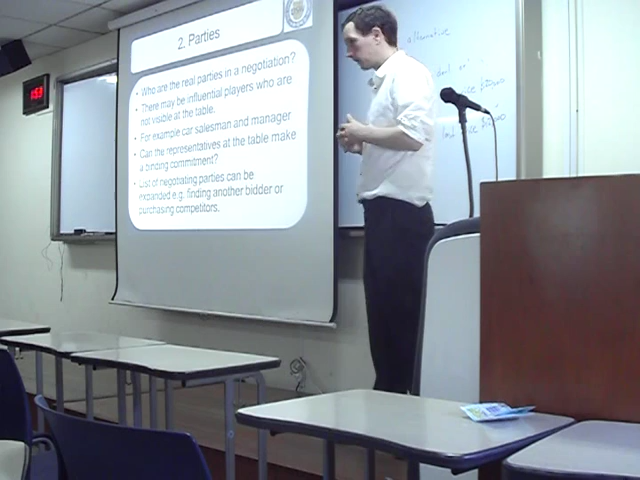 2. Parties
• Who are the real parties in a negotiation?
• There may be influential players who are
not visible at the table.
• For example car salesman and manager
• Can the representatives at the table make
a binding commitment?
• List of negotiating parties can be
expanded e.g. finding another bidder or
purchasing competitors.
alternative